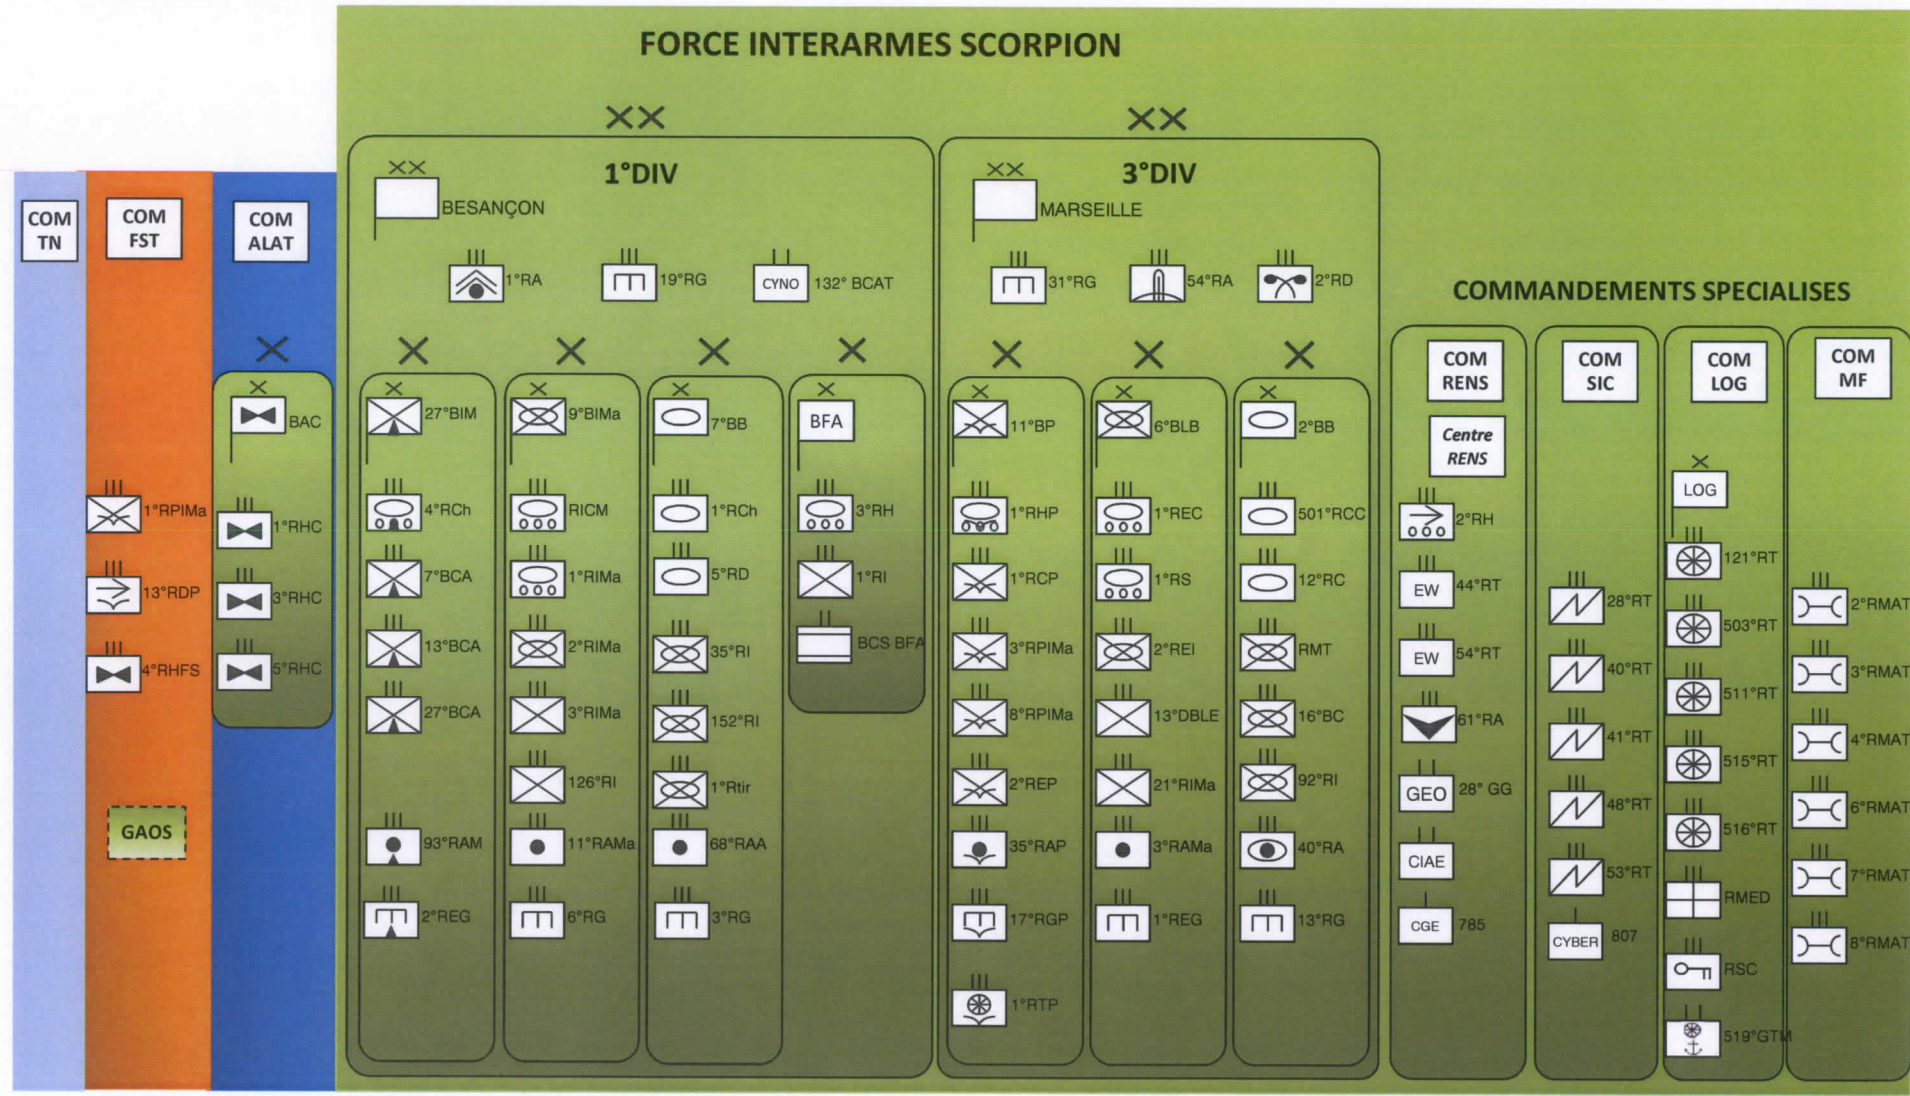 FORCE INTERARMES SCORPION
COM
TN
COM
FST
1°RPIMa
13°RDP
4°RHFS
GAOS
COM
ALAT
BAC
1°RHC
3°RHC
5°RHC
1°DIV
BESANÇON
1°RA
19°RG
CYNO
132° BCAT
27°BIM
4°RCh
7°BCA
13°BCA
27°BCA
93°RAM
2°REG
9°BIMa
RICM
1°RIMa
2°RIMa
3°RIMa
126°RI
11°RAMa
6°RG
7°BB
1°RCh
5°RD
35°RI
152°RI
1°Rtir
68°RAA
3°RG
BFA
3°RH
1°RI
BCS BFA
3°DIV
MARSEILLE
31°RG
54°RA
2°RD
11°BP
1°RHP
1°RCP
3°RPIMa
8°RPIMa
2°REP
35°RAP
17°RGP
1°RTP
6°BLB
1°REC
1°RS
2°REI
13°DBLE
21°RIMa
3°RAMa
1°REG
2°BB
501°RCC
12°RC
RMT
16°BC
92°RI
40°RA
13°RG
COMMANDEMENTS SPECIALISES
COM
RENS
Centre
RENS
2°RH
EW
44°RT
EW
54°RT
61°RA
GEO
28° GG
CIAE
CGE
785
COM
SIC
28°RT
40°RT
41°RT
48°RT
53°RT
CYBER
807
COM
LOG
LOG
121°RT
503°RT
511°RT
515°RT
516°RT
RMED
RSC
519°GTM
COM
MF
2°RMAT
3°RMAT
4°RMAT
6°RMAT
7°RMAT
8°RMAT